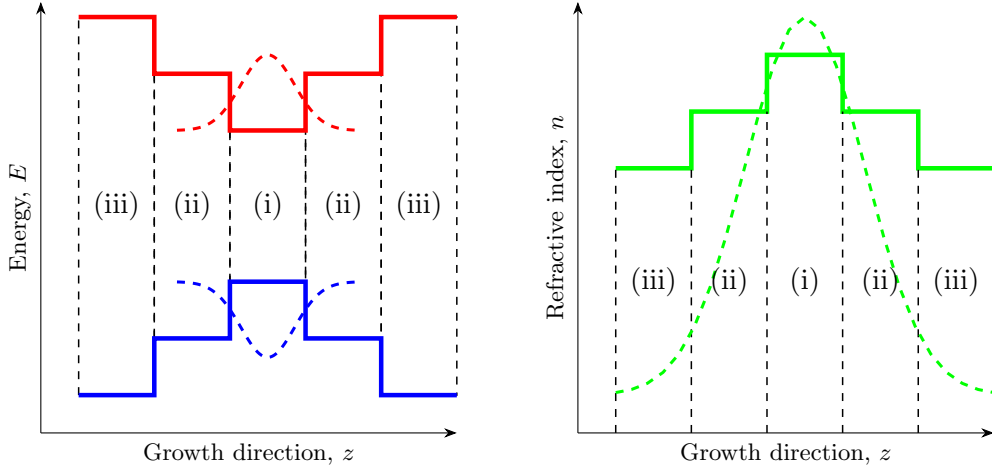 Energy, E
(iii)
(ii)
(i)
(ii)
(iii)
Growth direction, z
Refractive index, n
(iii)
(ii)
(i)
(ii)
(iii)
Growth direction, z